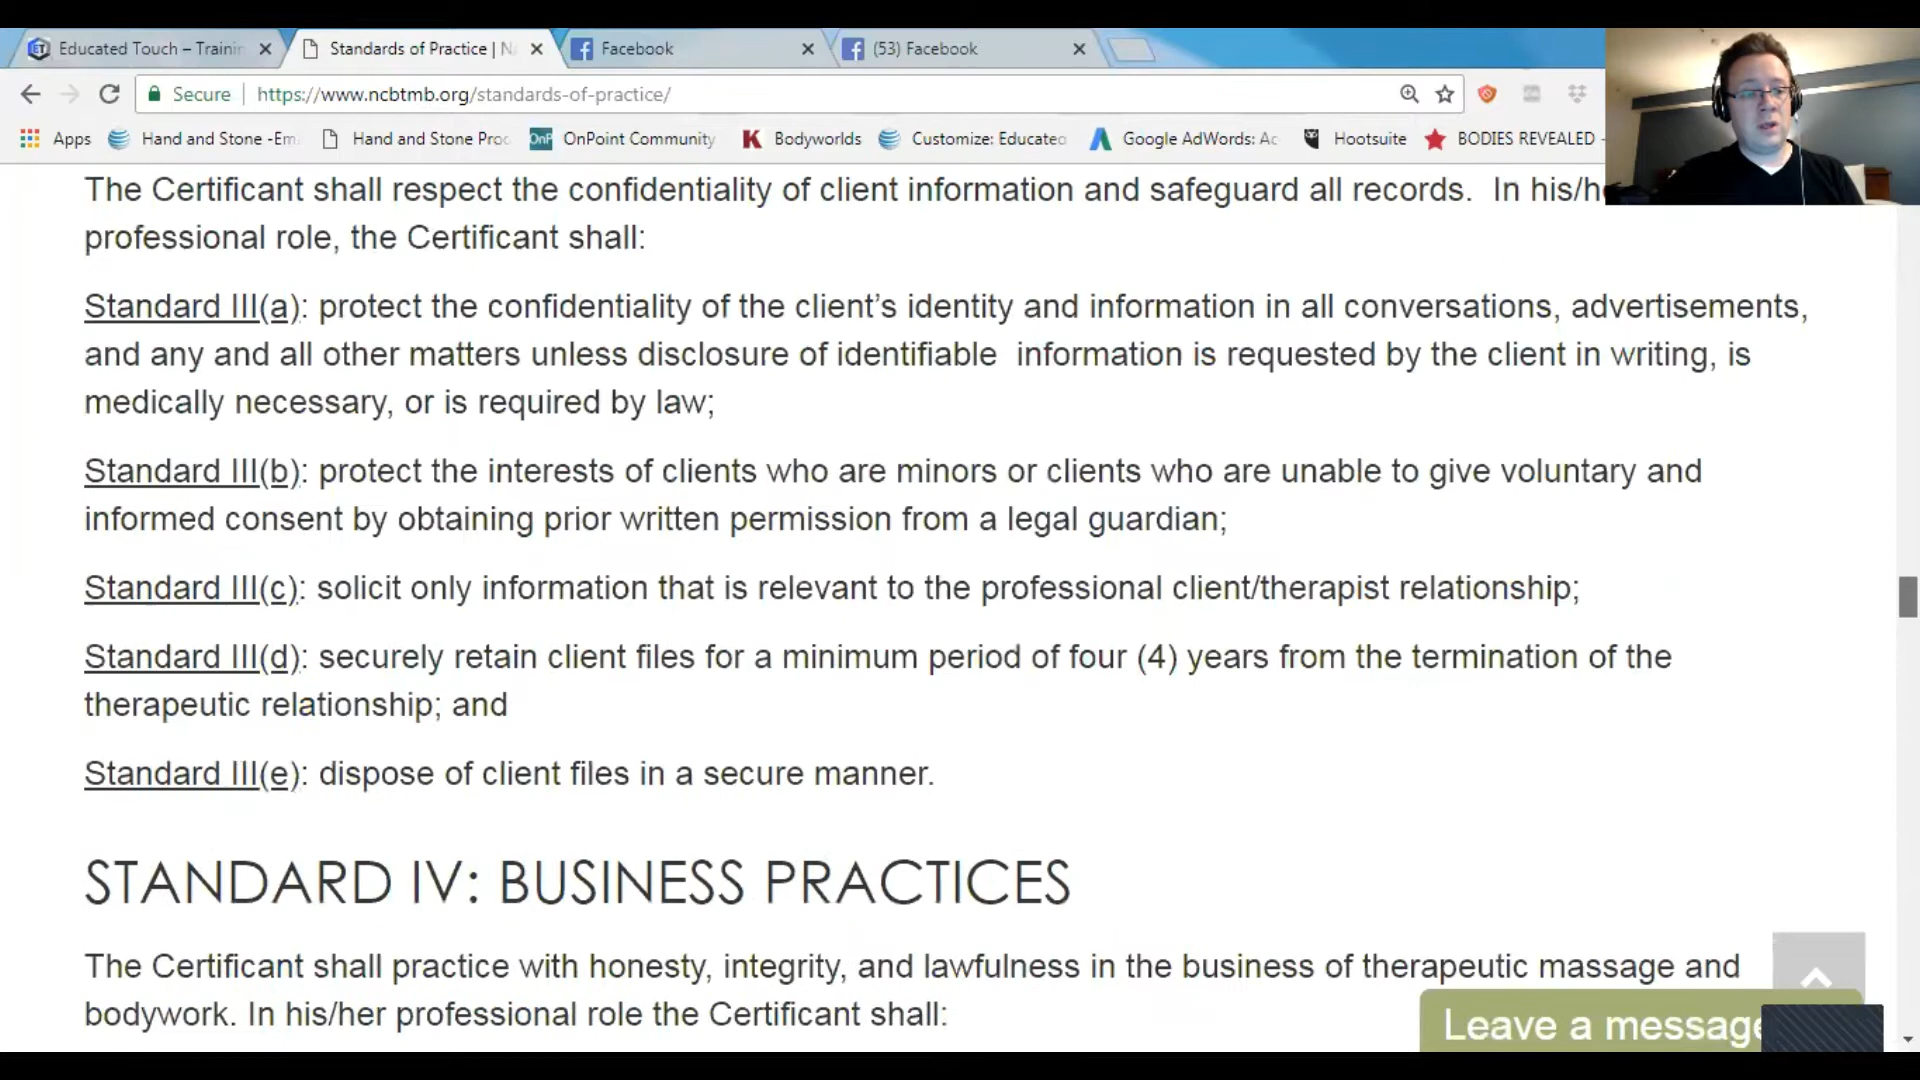 Educated Touch – Trainin
Standards of Practice | N
Facebook
(53) Facebook
Secure
https://www.ncbtmb.org/standards-of-practice/
Apps
Hand and Stone -Em
Hand and Stone Pro
OnP
OnPoint Community
Bodyworlds
Customize: Educated
Google AdWords: Ac
Hootsuite
BODIES REVEALED -
The Certificant shall respect the confidentiality of client information and safeguard all records. In his/h
professional role, the Certificant shall:
Standard III(a): protect the confidentiality of the client’s identity and information in all conversations, advertisements,
and any and all other matters unless disclosure of identifiable information is requested by the client in writing, is
medically necessary, or is required by law;
Standard III(b): protect the interests of clients who are minors or clients who are unable to give voluntary and
informed consent by obtaining prior written permission from a legal guardian;
Standard III(c): solicit only information that is relevant to the professional client/therapist relationship;
Standard III(d): securely retain client files for a minimum period of four (4) years from the termination of the
therapeutic relationship; and
Standard III(e): dispose of client files in a secure manner.
STANDARD IV: BUSINESS PRACTICES
The Certificant shall practice with honesty, integrity, and lawfulness in the business of therapeutic massage and
bodywork. In his/her professional role the Certificant shall:
Leave a message